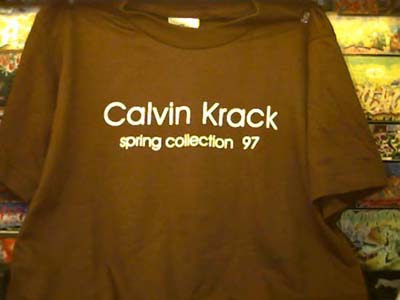 Calvin Krack
spring collection 97